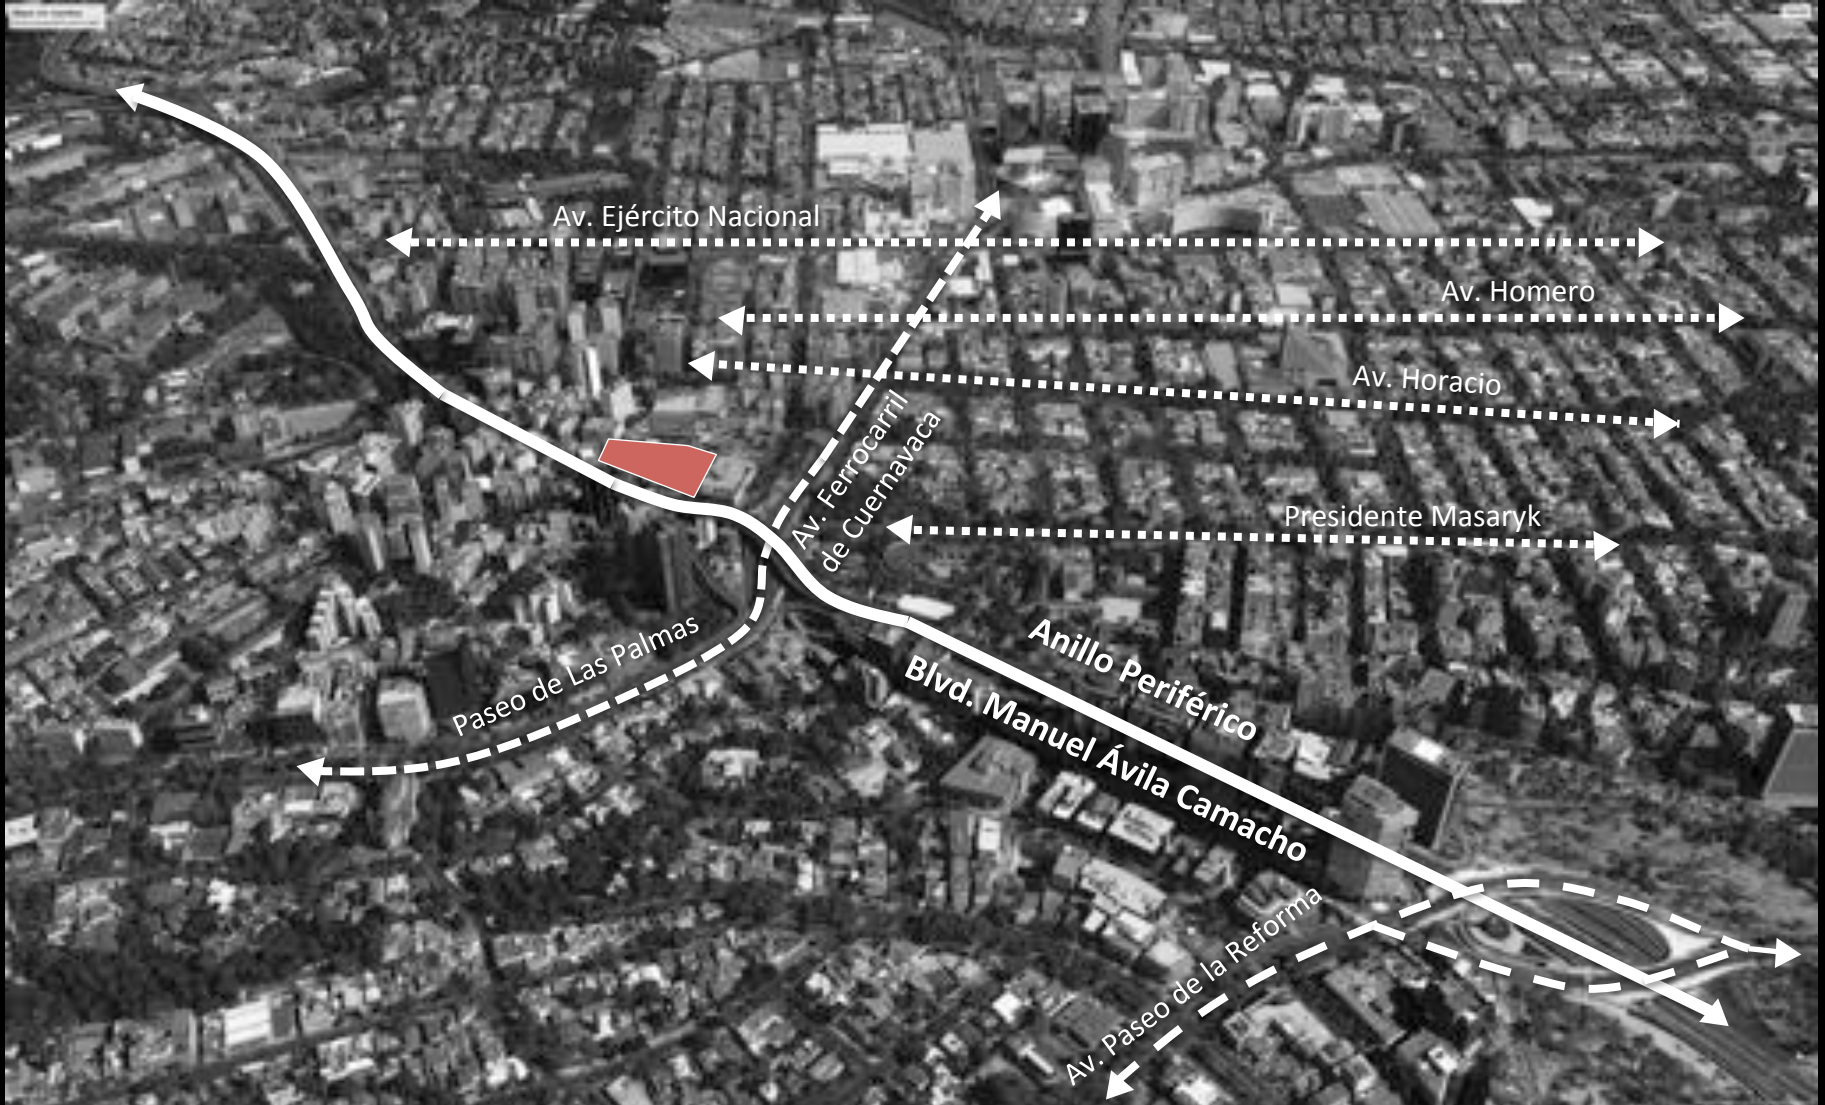 Av. Ejército Nacional
Av. Homero
Av. Horacio
Av. Ferrocarril
de Cuernavaca
Presidente Masaryk
Anillo Periférico
Blvd. Manuel Ávila Camacho
Paseo de Las Palmas
Av. Paseo de la Reforma